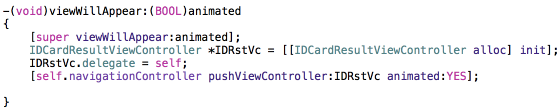 -(void)viewWillAppear:(BOOL)animated
{
[super viewWillAppear:animated];
IDCardResultViewController *IDRstVc = [[IDCardResultViewController alloc] init];
IDRstVc.delegate = self;
[self.navigationController pushViewController:IDRstVc animated:YES];
}